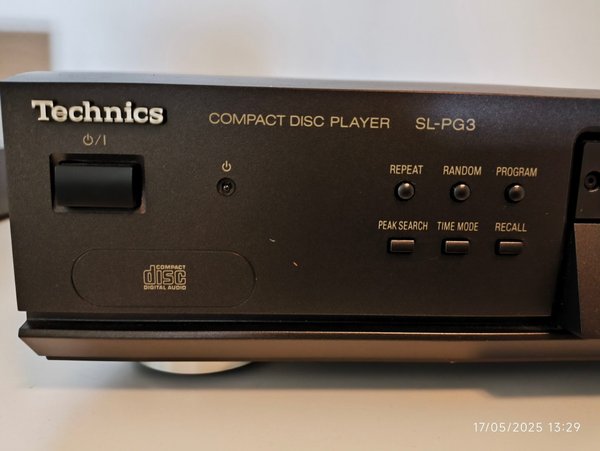 Technics
COMPACT DISC PLAYER SL-PG3
⏻/I
⏻
REPEAT RANDOM PROGRAM
PEAK SEARCH TIME MODE RECALL
COMPACT
disc
DIGITAL AUDIO
17/05/2025 13:29